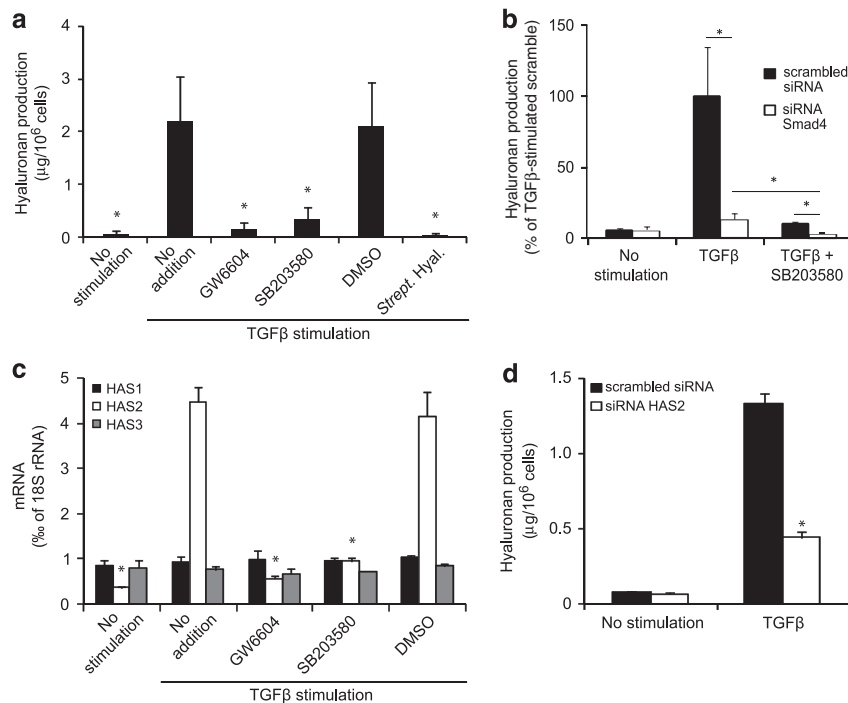 a
Hyaluronan production
(μg/10⁶ cells)
4
3
2
1
0
*
*
*
*
No
stimulation
No
addition
GW6604
SB203580
DMSO
Strept. Hyal.
TGFβ stimulation
b
Hyaluronan production
(% of TGFβ-stimulated scramble)
150
100
50
0
*
*
*
scrambled
siRNA
siRNA
Smad4
No
stimulation
TGFβ
TGFβ +
SB203580
c
mRNA
(‰ of 18S rRNA)
5
4
3
2
1
0
HAS1
HAS2
HAS3
*
*
*
No
stimulation
No
addition
GW6604
SB203580
DMSO
TGFβ stimulation
d
Hyaluronan production
(μg/10⁶ cells)
1.5
1.0
0.5
0
scrambled siRNA
siRNA HAS2
*
No stimulation
TGFβ